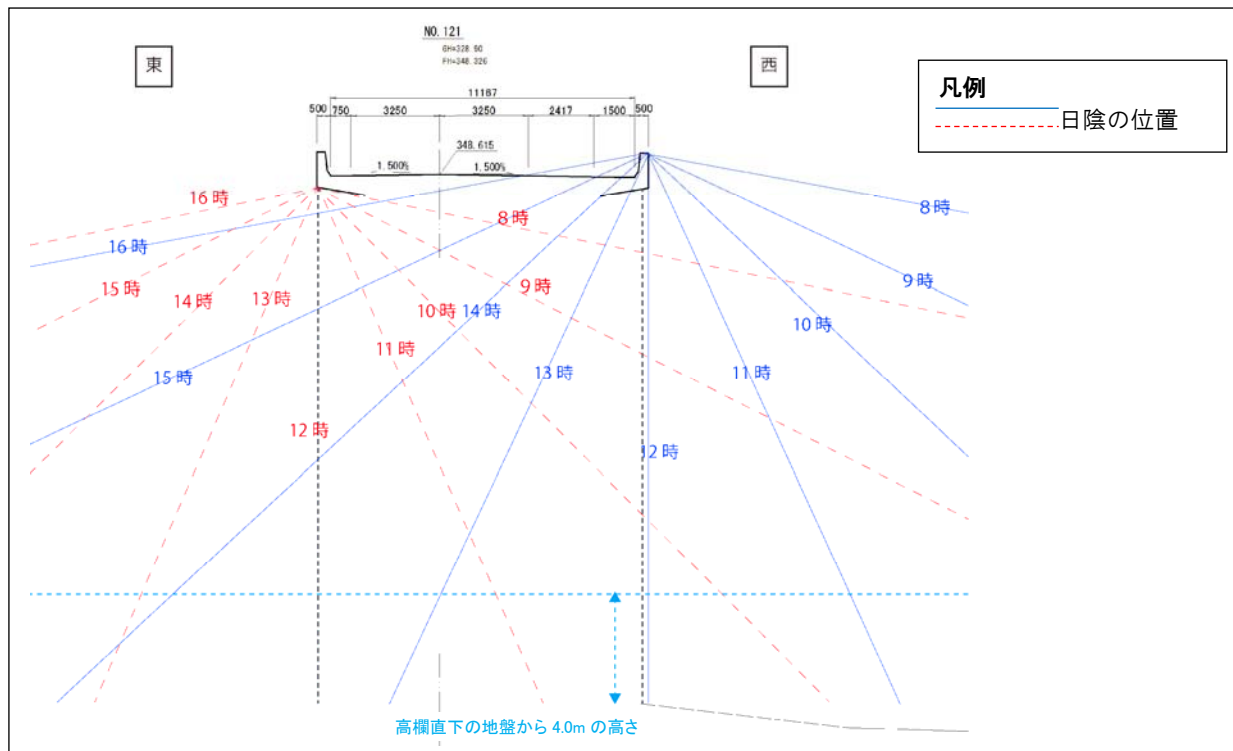 NO. 121
GH=328.90
FH=348.326
東
西
凡例
日陰の位置
11167
500 750 3250 3250 2417 1500 500
348.615
1.500% 1.500%
16時
8時
8時
16時
15時
9時
9時
14時
13時
10時
14時
10時
11時
15時
13時
11時
12時
12時
高欄直下の地盤から 4.0m の高さ